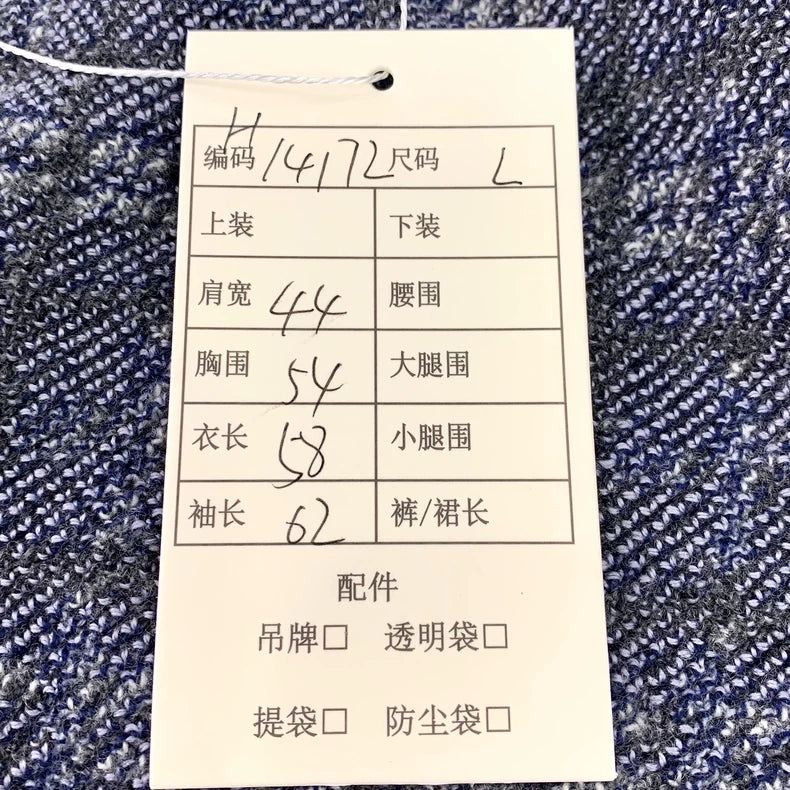 H
编码 14172 尺码 L
上装 下装
肩宽 44 腰围
胸围 54 大腿围
衣长 58 小腿围
袖长 62 裤/裙长
配件
吊牌□ 透明袋□
提袋□ 防尘袋□